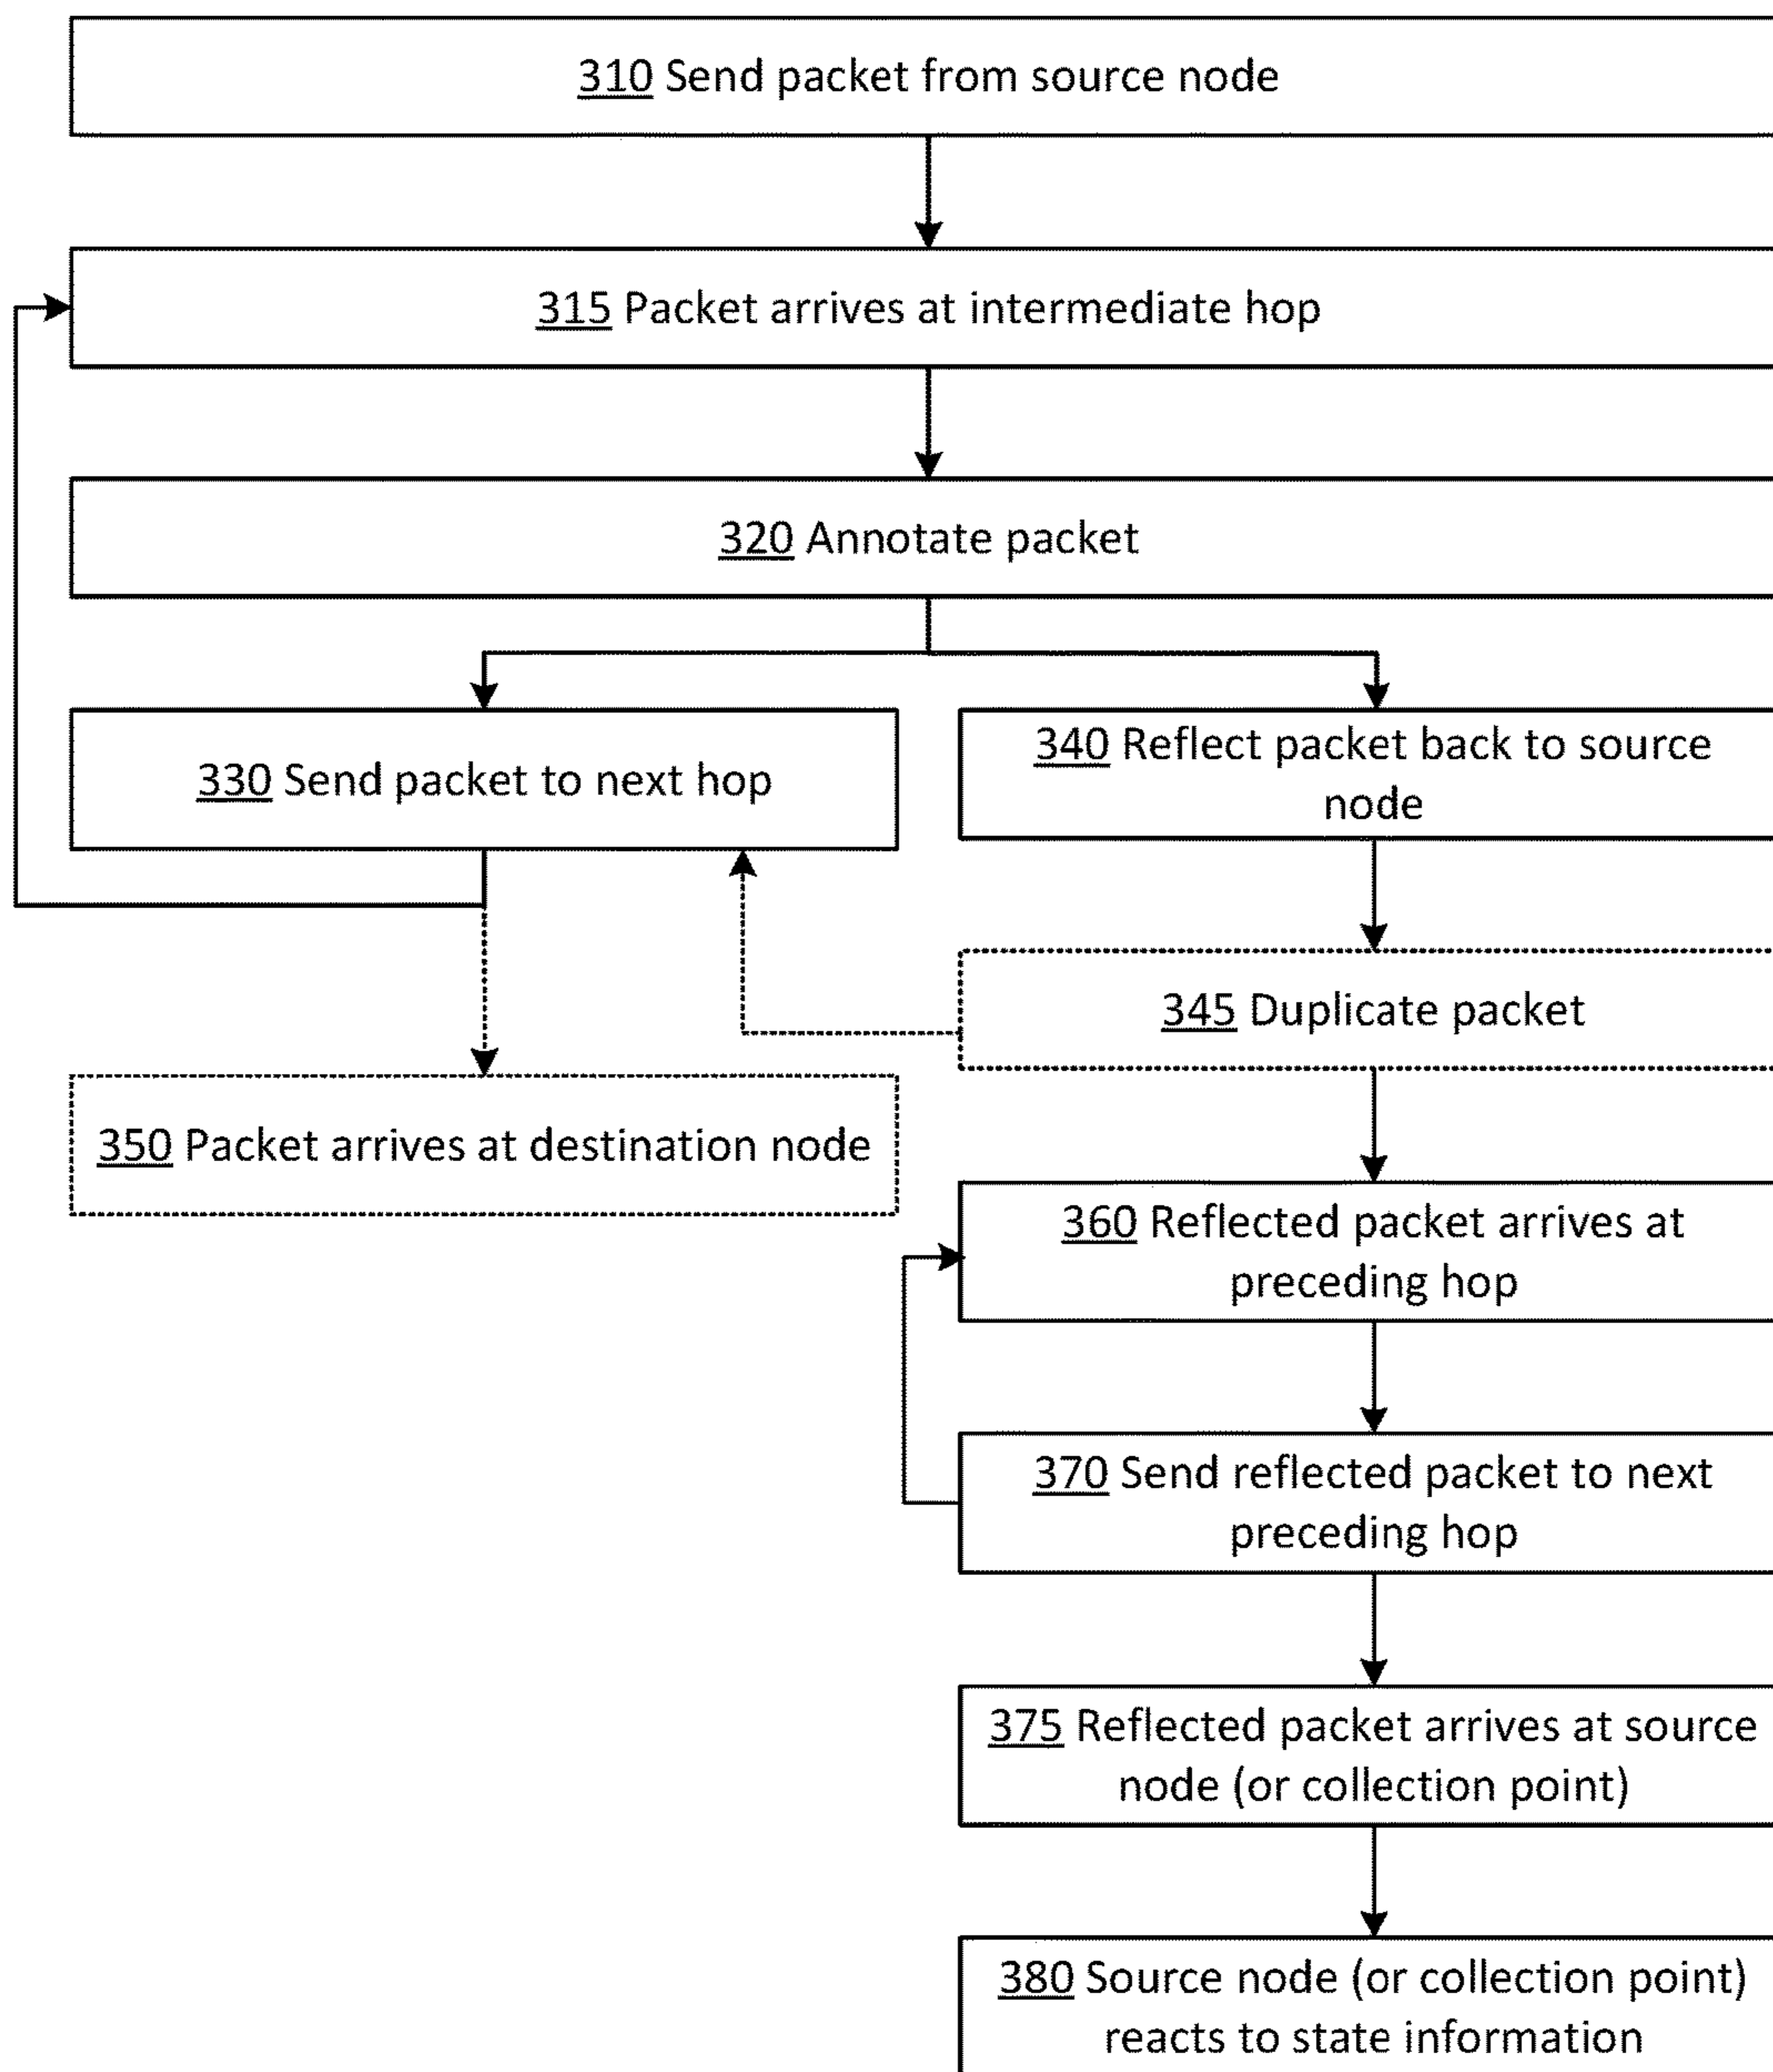 310 Send packet from source node
315 Packet arrives at intermediate hop
320 Annotate packet
330 Send packet to next hop
340 Reflect packet back to source
node
345 Duplicate packet
350 Packet arrives at destination node
360 Reflected packet arrives at
preceding hop
370 Send reflected packet to next
preceding hop
375 Reflected packet arrives at source
node (or collection point)
380 Source node (or collection point)
reacts to state information